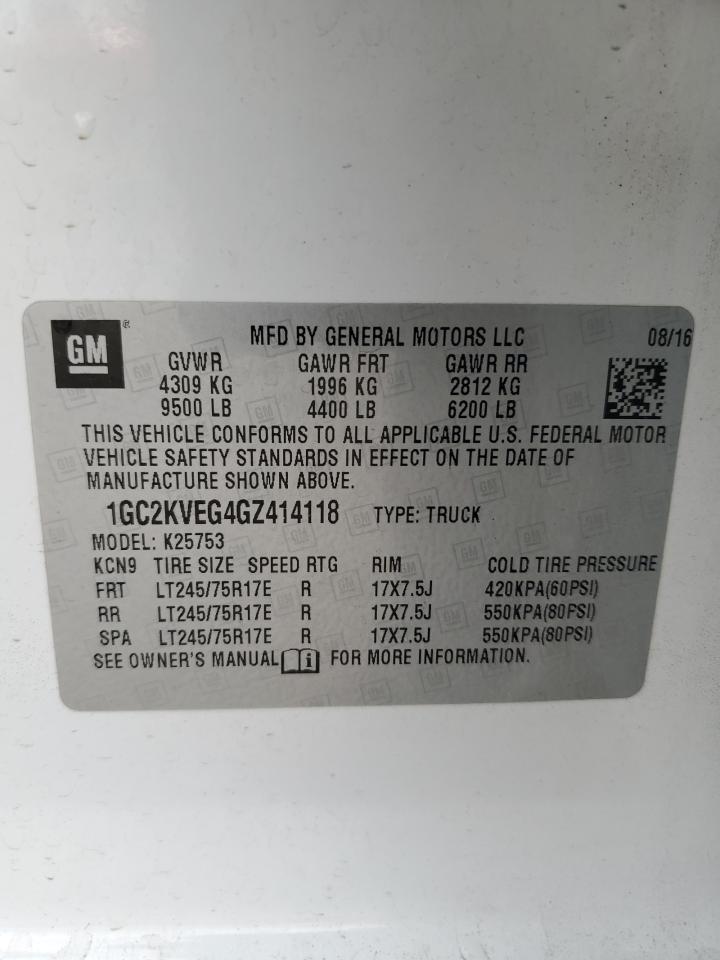 GM ®
MFD BY GENERAL MOTORS LLC 08/16
GVWR GAWR FRT GAWR RR
4309 KG 1996 KG 2812 KG
9500 LB 4400 LB 6200 LB
THIS VEHICLE CONFORMS TO ALL APPLICABLE U.S. FEDERAL MOTOR
VEHICLE SAFETY STANDARDS IN EFFECT ON THE DATE OF
MANUFACTURE SHOWN ABOVE.
1GC2KVEG4GZ414118 TYPE: TRUCK
MODEL: K25753
KCN9 TIRE SIZE SPEED RTG RIM COLD TIRE PRESSURE
FRT LT245/75R17E R 17X7.5J 420KPA(60PSI)
RR LT245/75R17E R 17X7.5J 550KPA(80PSI)
SPA LT245/75R17E R 17X7.5J 550KPA(80PSI)
SEE OWNER'S MANUAL i FOR MORE INFORMATION.